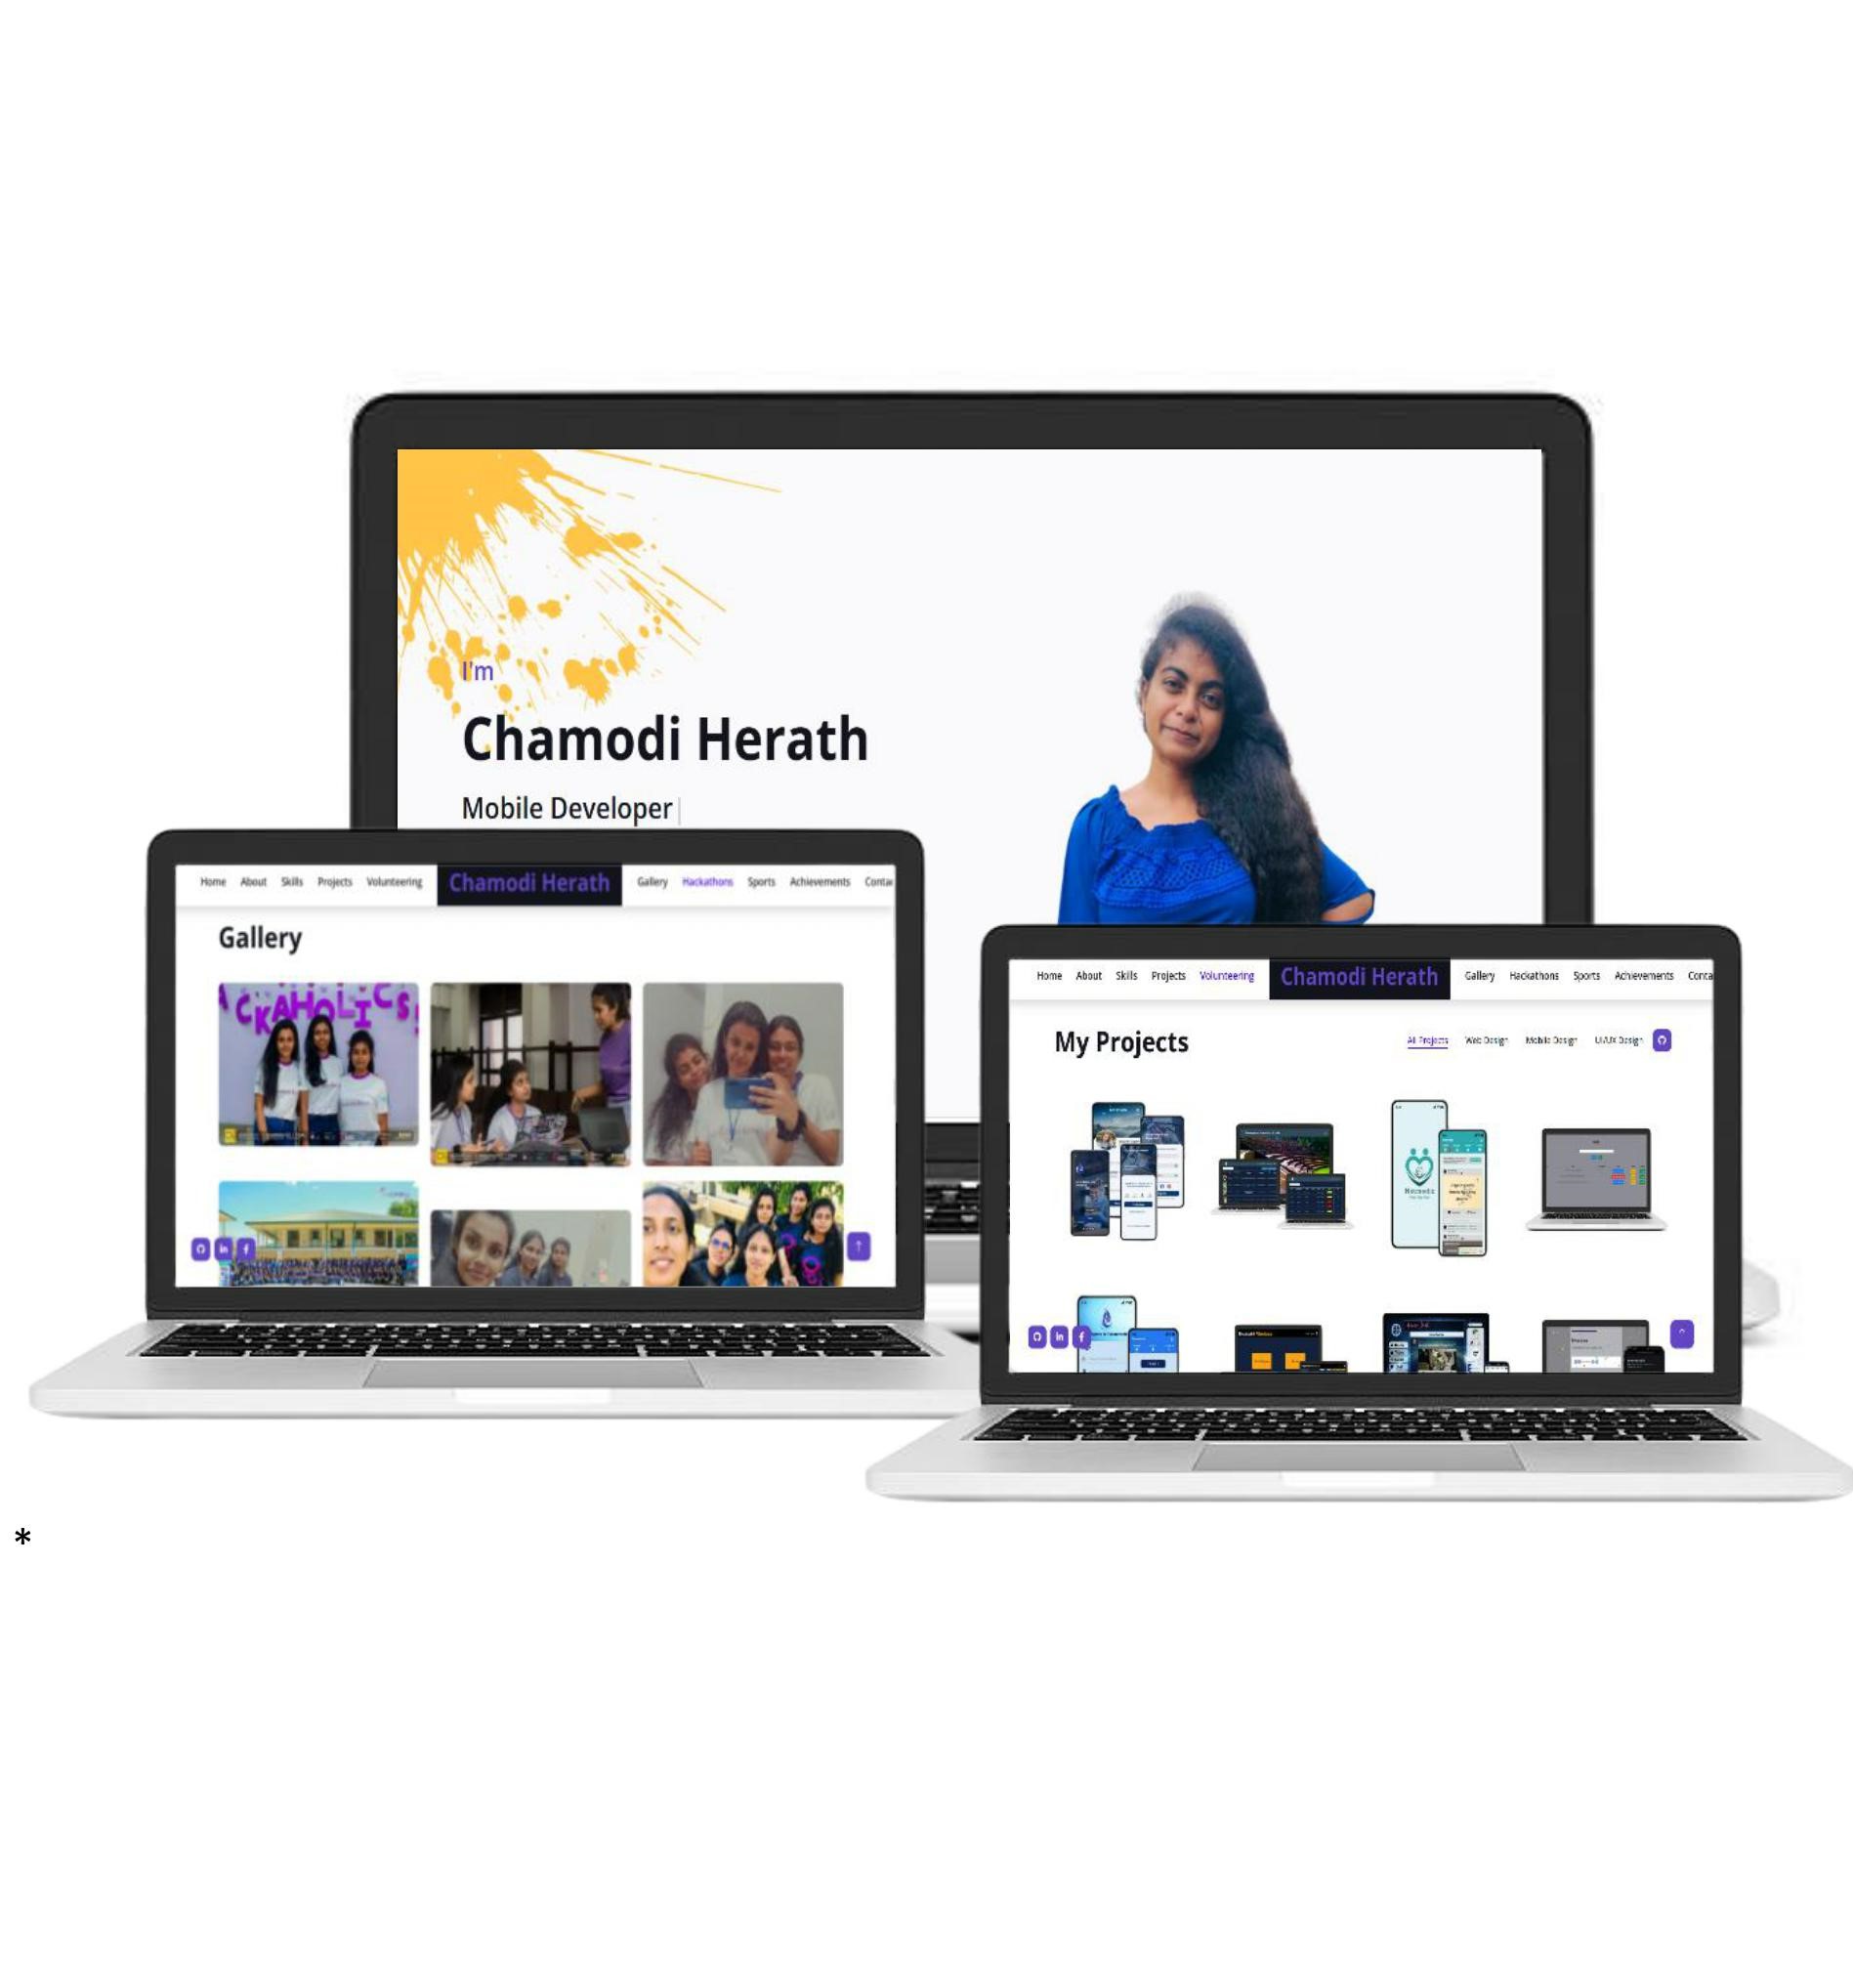 I'm
Chamodi Herath
Mobile Developer
Home About Skills Projects Volunteering Chamodi Herath Gallery Hackathons Sports Achievements Contac
Gallery
CKAHOLICS
Home About Skills Projects Volunteering Chamodi Herath Gallery Hackathons Sports Achievements Conta
My Projects
All Projects Web Design Mobile Design UI/UX Design
*